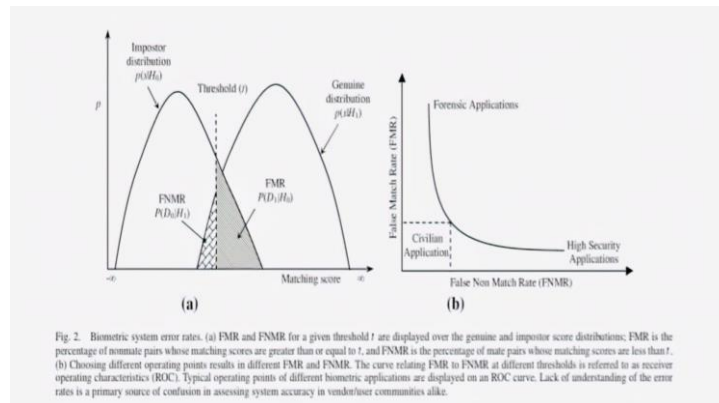 Impostor
distribution
p(s|H₀)
Threshold (t)
Genuine
distribution
p(s|H₁)
p
FNMR
P(D₀|H₁)
FMR
P(D₁|H₀)
-∞
Matching score
∞
(a)
False Match Rate (FMR)
Forensic Applications
Civilian
Application
High Security
Applications
False Non Match Rate (FNMR)
(b)
Fig. 2. Biometric system error rates. (a) FMR and FNMR for a given threshold t are displayed over the genuine and impostor score distributions; FMR is the
percentage of nonmate pairs whose matching scores are greater than or equal to t, and FNMR is the percentage of mate pairs whose matching scores are less than t.
(b) Choosing different operating points results in different FMR and FNMR. The curve relating FMR to FNMR at different thresholds is referred to as receiver
operating characteristics (ROC). Typical operating points of different biometric applications are displayed on an ROC curve. Lack of understanding of the error
rates is a primary source of confusion in assessing system accuracy in vendor/user communities alike.